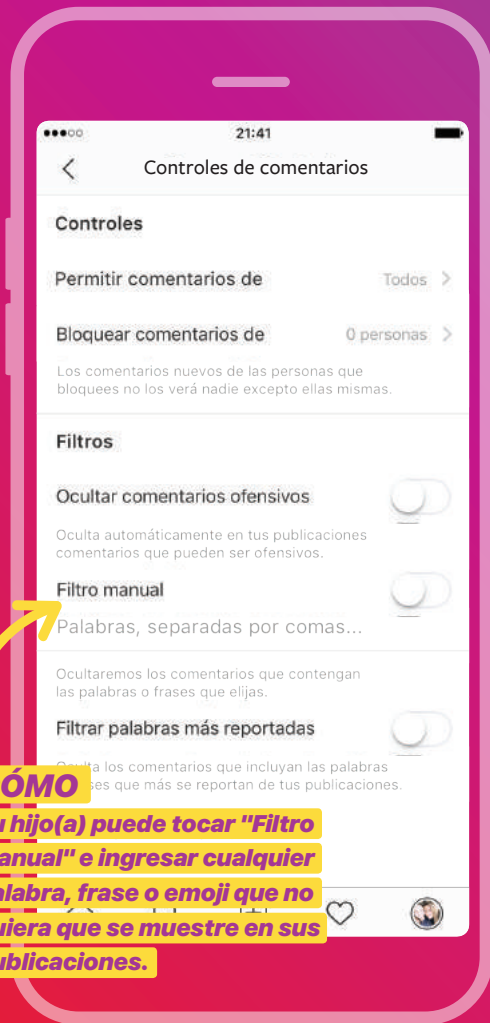 21:41
Controles de comentarios
Controles
Permitir comentarios de Todos
Bloquear comentarios de 0 personas
Los comentarios nuevos de las personas que
bloquees no los verá nadie excepto ellas mismas.
Filtros
Ocultar comentarios ofensivos
Oculta automáticamente en tus publicaciones
comentarios que pueden ser ofensivos.
Filtro manual
Palabras, separadas por comas...
Ocultaremos los comentarios que contengan
las palabras o frases que elijas.
Filtrar palabras más reportadas
los comentarios que incluyan las palabras
que más se reportan de tus publicaciones.
ÓMO
u hijo(a) puede tocar "Filtro
anual" e ingresar cualquier
alabra, frase o emoji que no
uiera que se muestre en sus
ublicaciones.